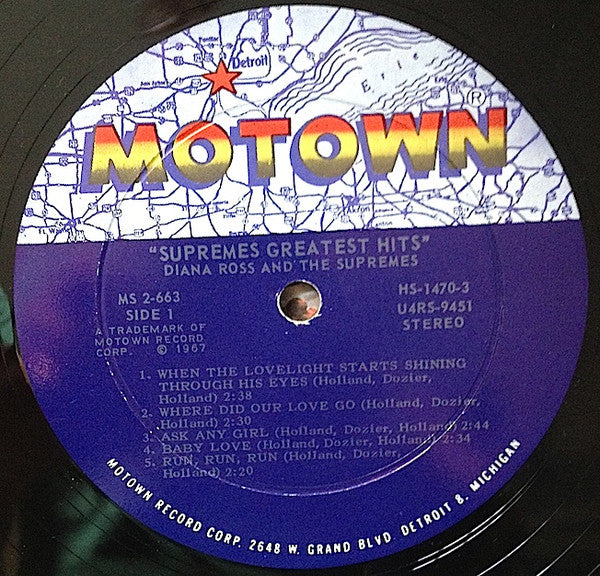 Detroit
Erie
MOTOWN®
"SUPREMES GREATEST HITS"
DIANA ROSS AND THE SUPREMES
MS 2-663
SIDE 1
A TRADEMARK OF
MOTOWN RECORD
CORP. © 1967
HS-1470-3
U4RS-9451
STEREO
1. WHEN THE LOVELIGHT STARTS SHINING
THROUGH HIS EYES (Holland, Dozier,
Holland) 2:38
2. WHERE DID OUR LOVE GO (Holland, Dozier,
Holland) 2:30
3. ASK ANY GIRL (Holland, Dozier, Holland) 2:44
4. BABY LOVE (Holland, Dozier, Holland) 2:34
5. RUN, RUN, RUN (Holland, Dozier,
Holland) 2:20
MOTOWN RECORD CORP. 2648 W. GRAND BLVD. DETROIT 8, MICHIGAN